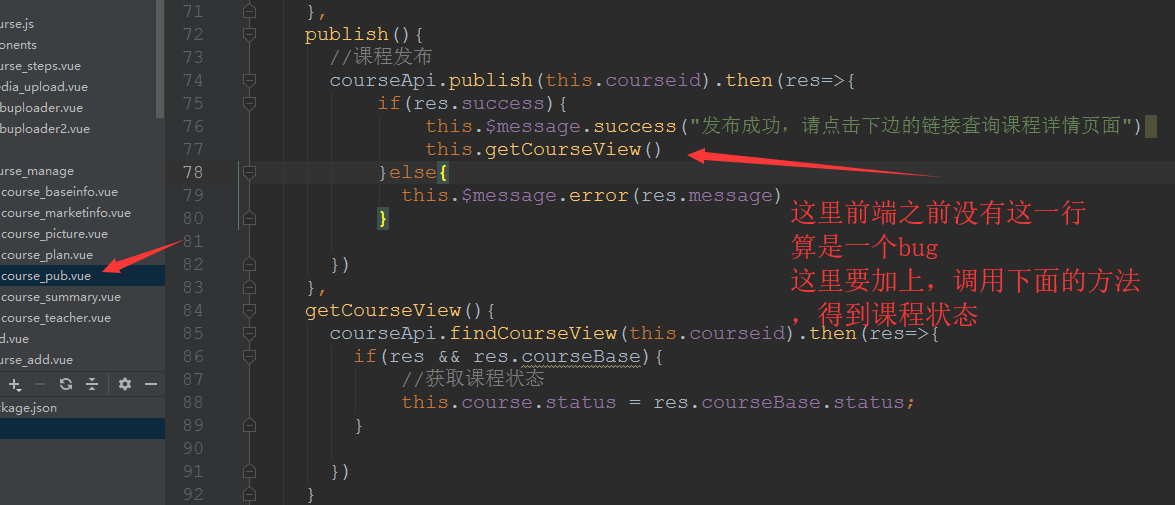 urse.js
onents
urse_steps.vue
edia_upload.vue
buploader.vue
buploader2.vue
urse_manage
course_baseinfo.vue
course_marketinfo.vue
course_picture.vue
course_plan.vue
course_pub.vue
course_summary.vue
course_teacher.vue
d.vue
urse_add.vue
ckage.json
71 },
72 publish(){
73 //课程发布
74 courseApi.publish(this.courseid).then(res=>{
75 if(res.success){
76 this.$message.success("发布成功，请点击下边的链接查询课程详情页面")
77 this.getCourseView()
78 }else{
79 this.$message.error(res.message)
80 }
81
82 })
83 },
84 getCourseView(){
85 courseApi.findCourseView(this.courseid).then(res=>{
86 if(res && res.courseBase){
87 //获取课程状态
88 this.course.status = res.courseBase.status;
89 }
90
91 })
92 }
这里前端之前没有这一行
算是一个bug
这里要加上，调用下面的方法
，得到课程状态